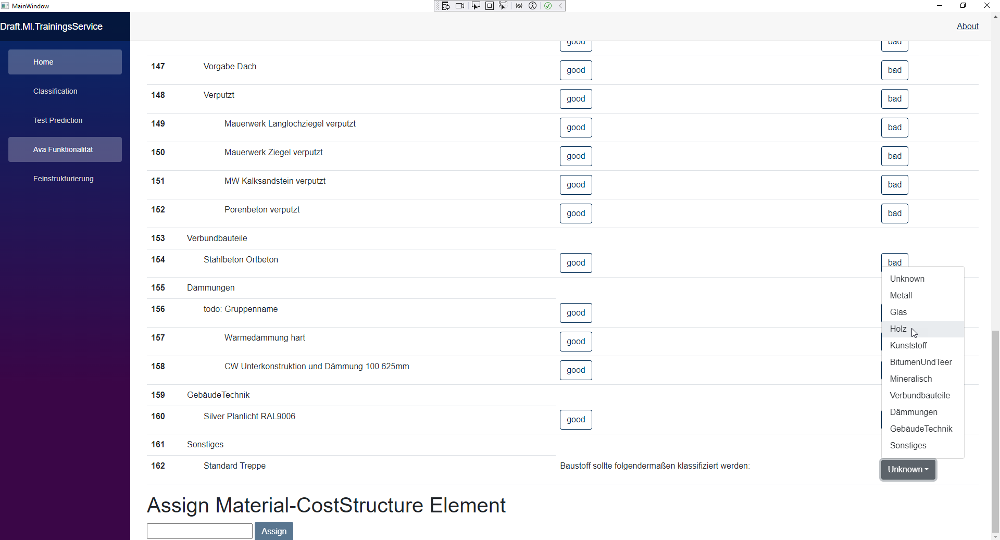 MainWindow
Draft.Ml.TrainingsService
About
Home
Classification
Test Prediction
Ava Funktionalität
Feinstrukturierung
good bad
147 Vorgabe Dach good bad
148 Verputzt good bad
149 Mauerwerk Langlochziegel verputzt good bad
150 Mauerwerk Ziegel verputzt good bad
151 MW Kalksandstein verputzt good bad
152 Porenbeton verputzt good bad
153 Verbundbauteile
154 Stahlbeton Ortbeton good bad
155 Dämmungen
156 todo: Gruppenname good
157 Wärmedämmung hart good
158 CW Unterkonstruktion und Dämmung 100 625mm good
159 GebäudeTechnik
160 Silver Planlicht RAL9006 good
161 Sonstiges
162 Standard Treppe Baustoff sollte folgendermaßen klassifiziert werden: Unknown
Unknown
Metall
Glas
Holz
Kunststoff
BitumenUndTeer
Mineralisch
Verbundbauteile
Dämmungen
GebäudeTechnik
Sonstiges
Assign Material-CostStructure Element
Assign